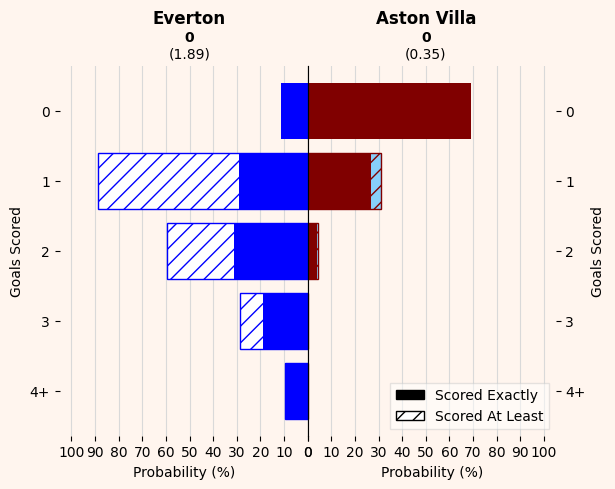 Everton
0
(1.89)
Aston Villa
0
(0.35)
Goals Scored
0
1
2
3
4+
0
1
2
3
4+
Goals Scored
Scored Exactly
Scored At Least
100 90 80 70 60 50 40 30 20 10 0
0 10 20 30 40 50 60 70 80 90 100
Probability (%)
Probability (%)